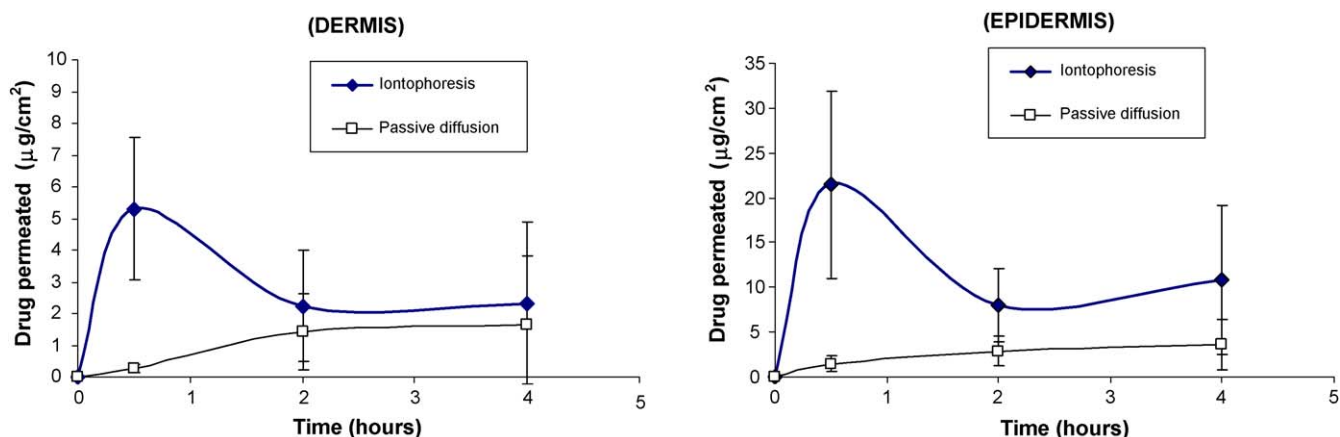 (DERMIS)
Drug permeated (μg/cm²)
10
9
8
7
6
5
4
3
2
1
0
Iontophoresis
Passive diffusion
0 1 2 3 4 5
Time (hours)
(EPIDERMIS)
Drug permeated (μg/cm²)
35
30
25
20
15
10
5
0
Iontophoresis
Passive diffusion
0 1 2 3 4 5
Time (hours)